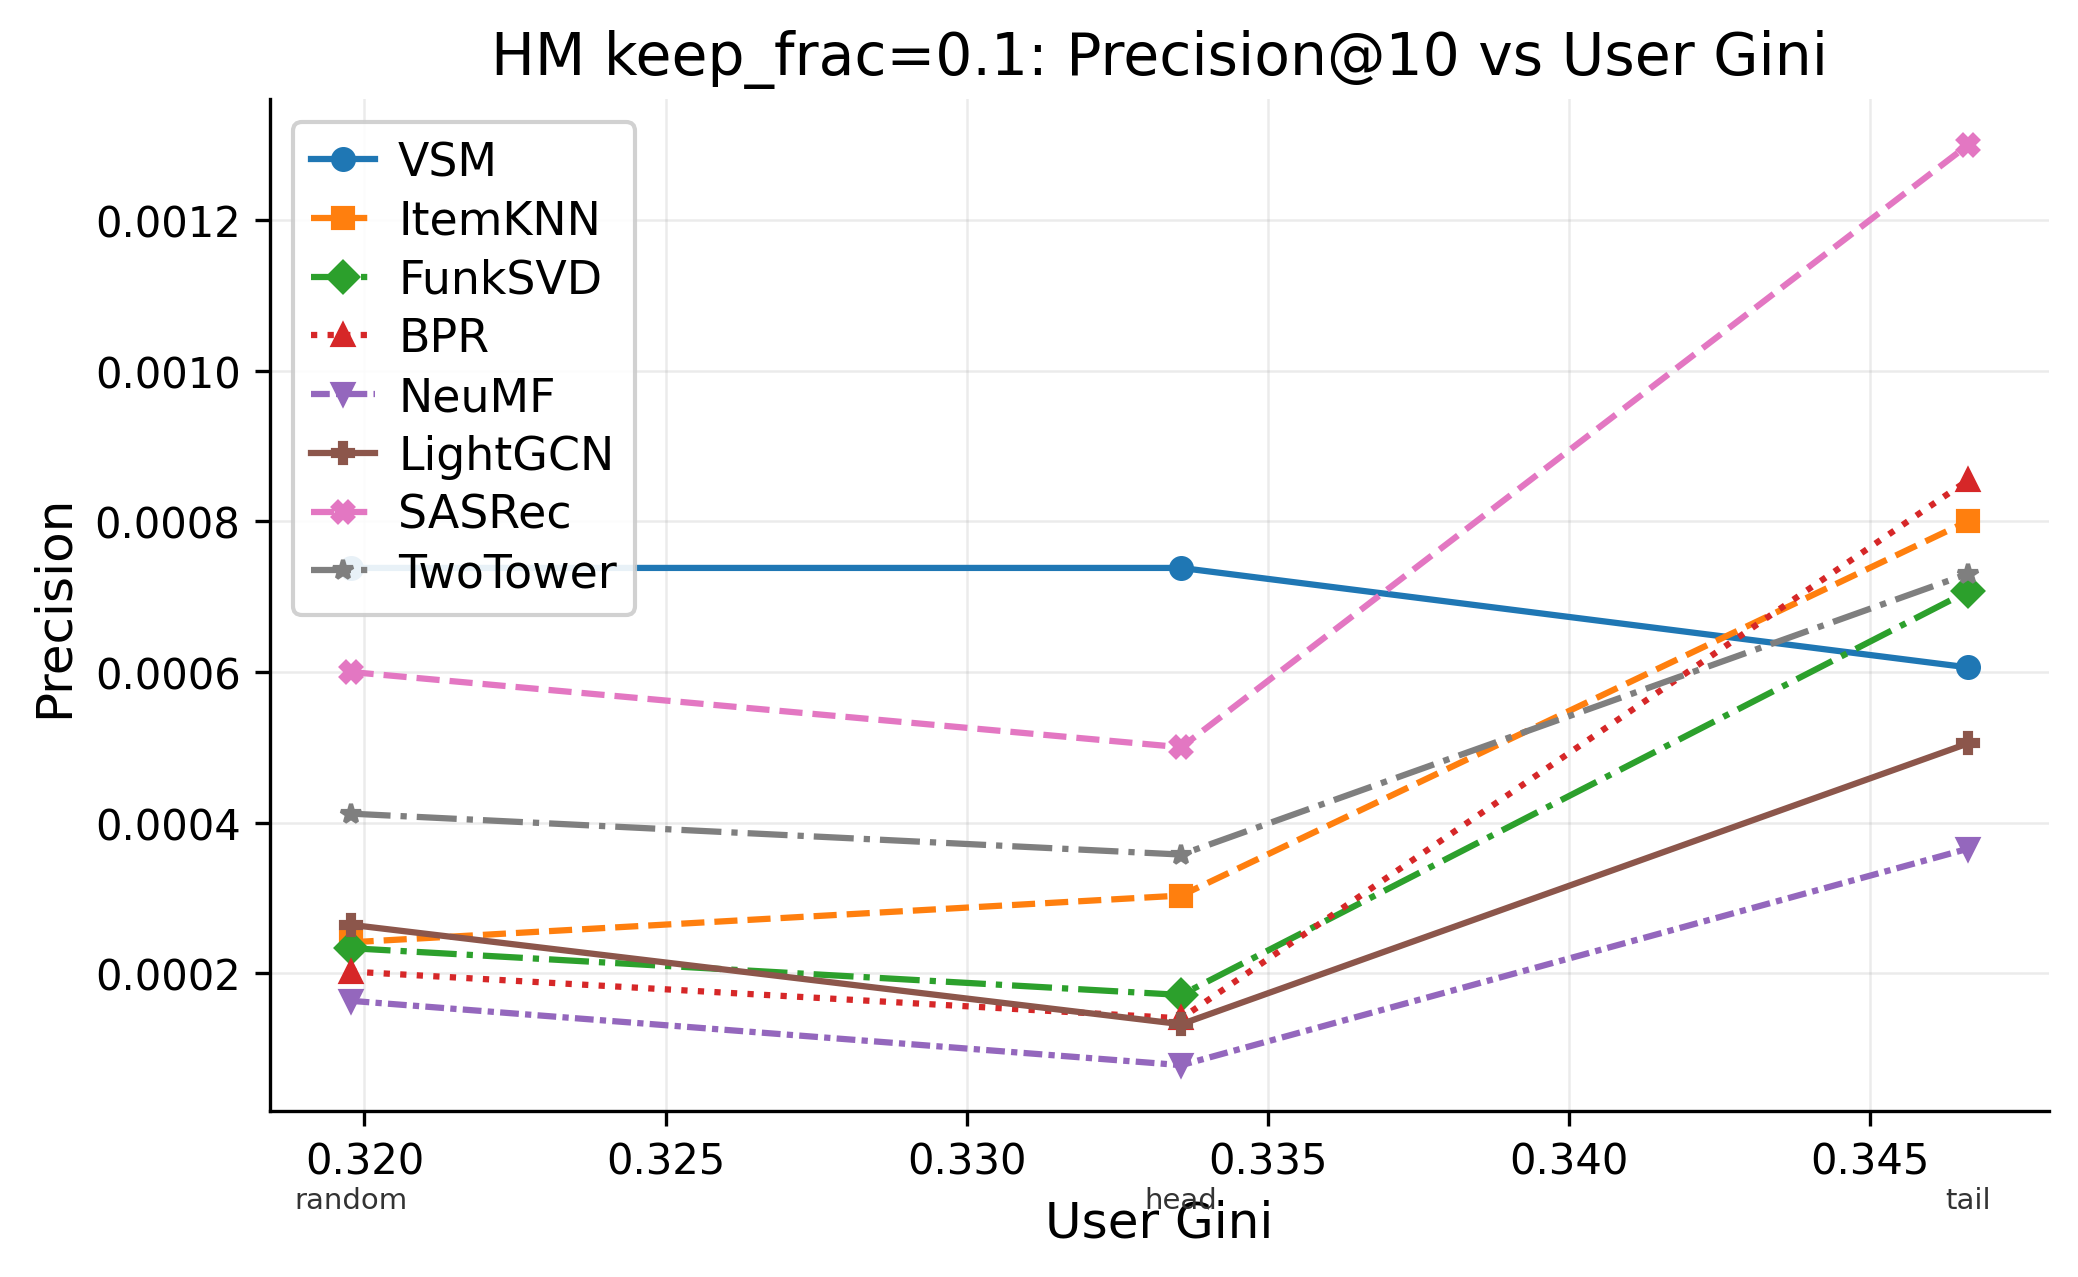 HM keep_frac=0.1: Precision@10 vs User Gini
VSM
ItemKNN
FunkSVD
BPR
NeuMF
LightGCN
SASRec
TwoTower
Precision
0.0012
0.0010
0.0008
0.0006
0.0004
0.0002
0.320 0.325 0.330 0.335 0.340 0.345
random head tail
User Gini